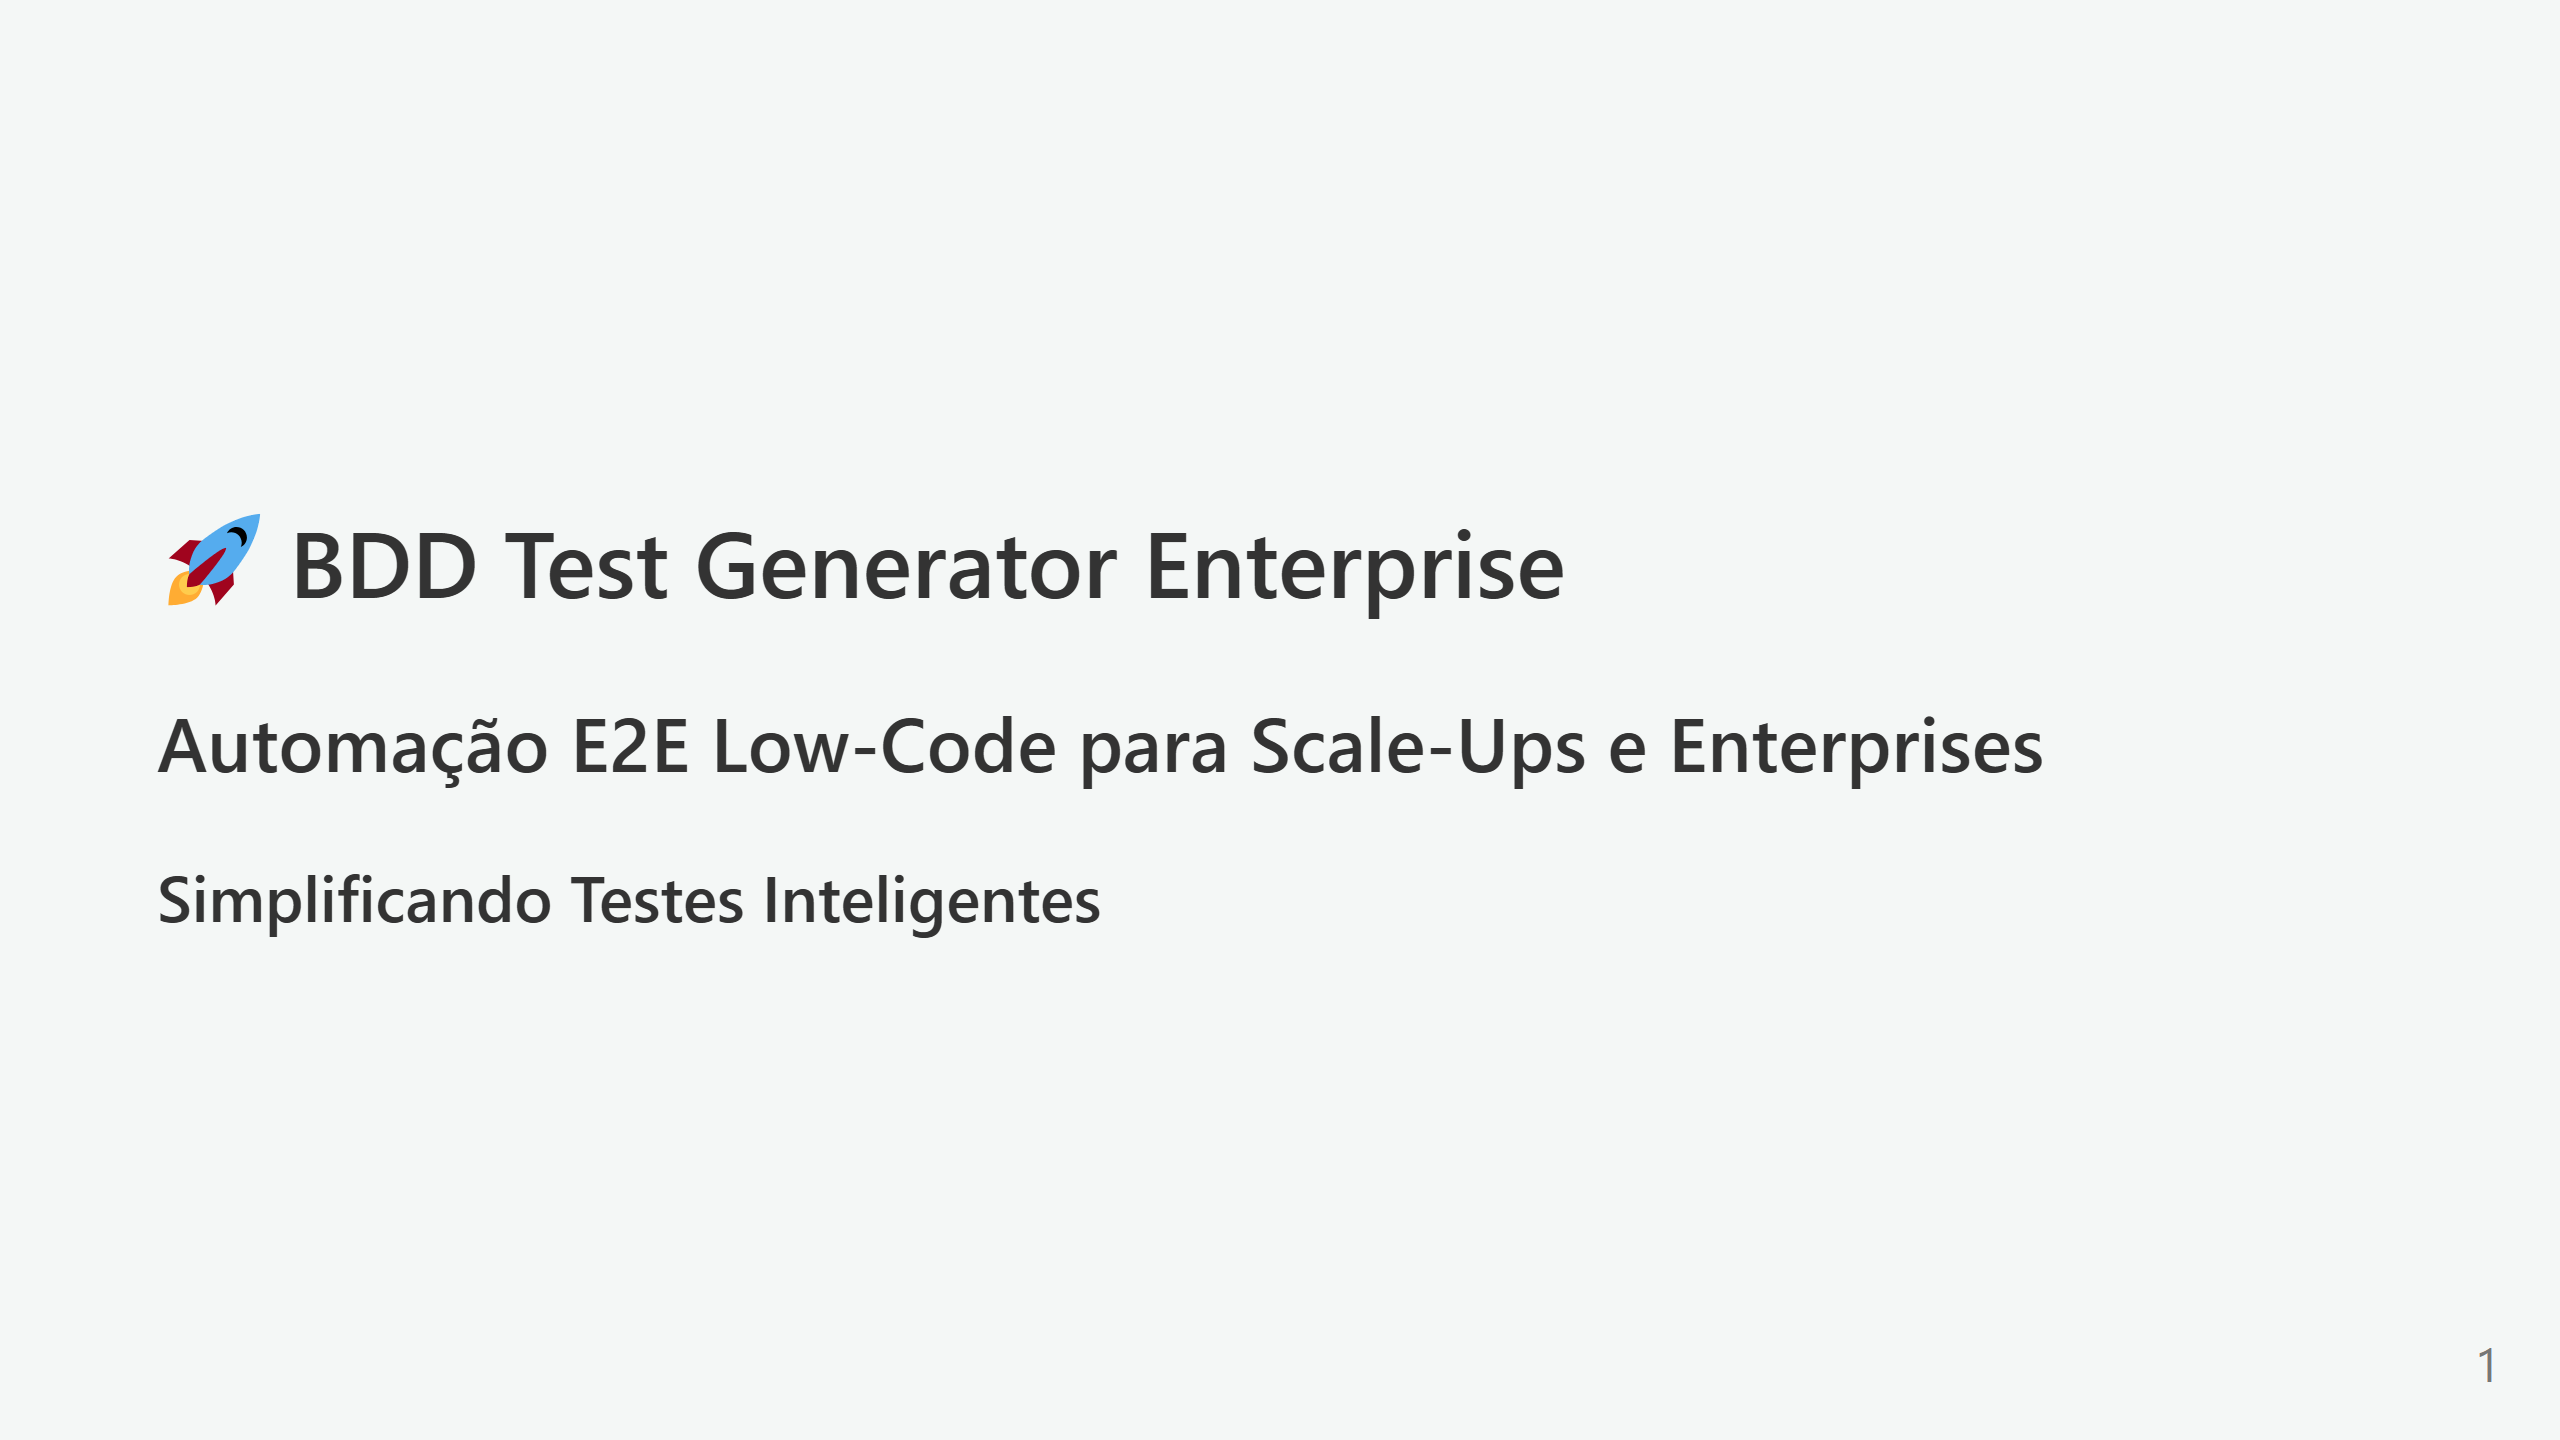 🚀 BDD Test Generator Enterprise
Automação E2E Low-Code para Scale-Ups e Enterprises
Simplificando Testes Inteligentes
1